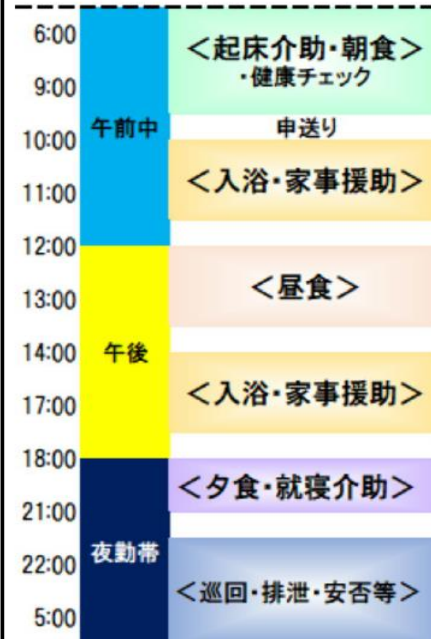 6:00
<起床介助・朝食>
・健康チェック
9:00
午前中
申送り
10:00
<入浴・家事援助>
11:00
12:00
<昼食>
13:00
14:00
午後
<入浴・家事援助>
17:00
18:00
<夕食・就寝介助>
21:00
夜勤帯
22:00
<巡回・排泄・安否等>
5:00